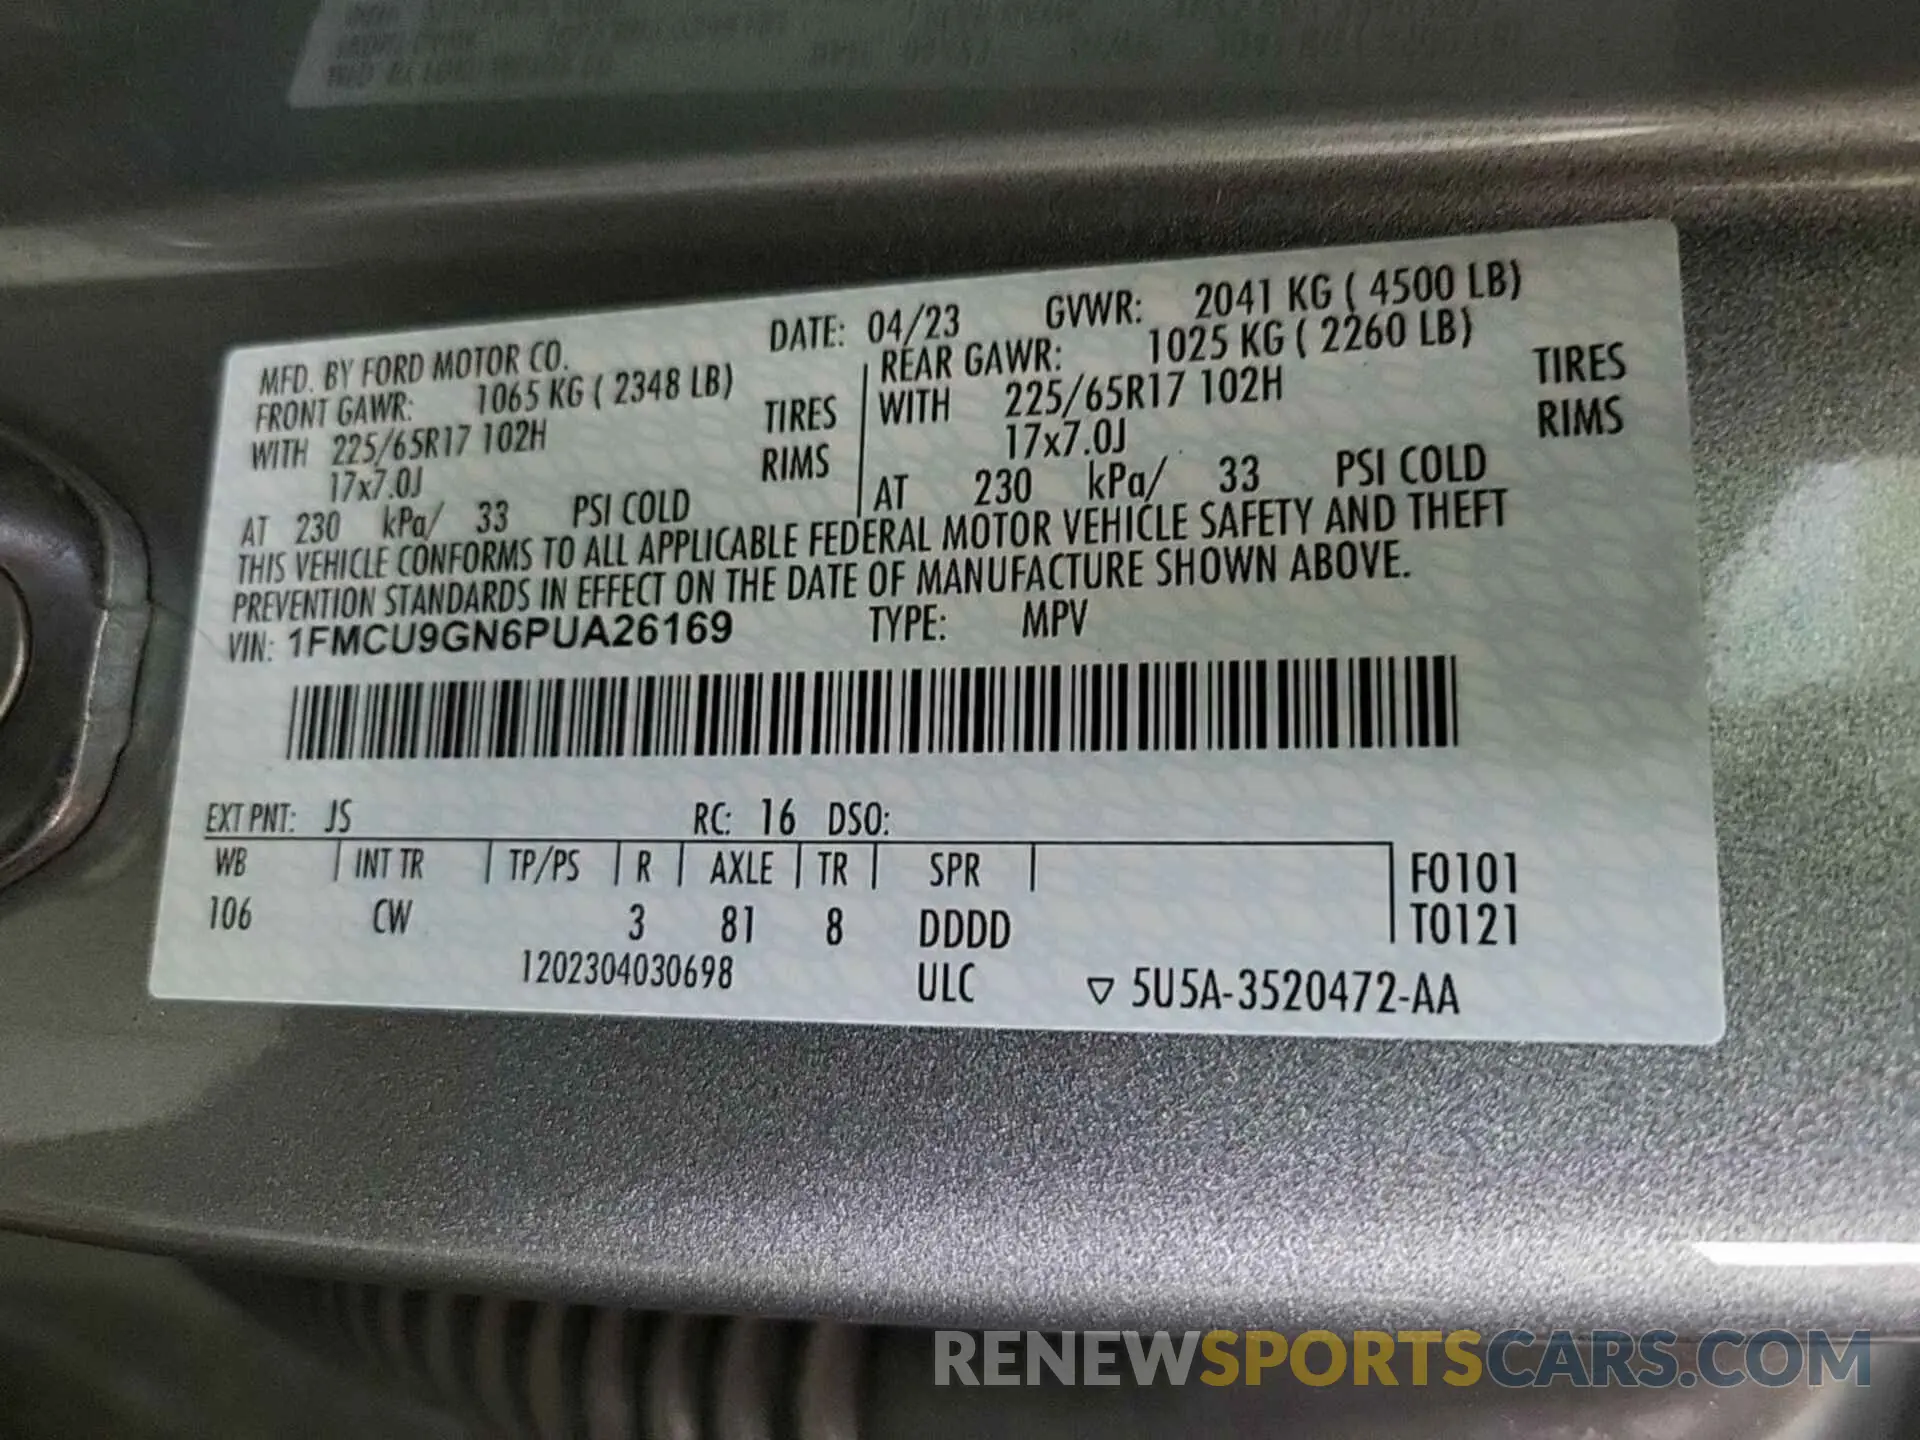 MFD. BY FORD MOTOR CO.
DATE: 04/23 GVWR: 2041 KG ( 4500 LB)
FRONT GAWR: 1065 KG ( 2348 LB)
REAR GAWR: 1025 KG ( 2260 LB)
WITH 225/65R17 102H TIRES
WITH 225/65R17 102H TIRES
17x7.0J RIMS
17x7.0J RIMS
AT 230 kPa/ 33 PSI COLD
AT 230 kPa/ 33 PSI COLD
THIS VEHICLE CONFORMS TO ALL APPLICABLE FEDERAL MOTOR VEHICLE SAFETY AND THEFT
PREVENTION STANDARDS IN EFFECT ON THE DATE OF MANUFACTURE SHOWN ABOVE.
VIN: 1FMCU9GN6PUA26169 TYPE: MPV
EXT PNT: JS RC: 16 DSO:
WB INT TR TP/PS R AXLE TR SPR F0101
106 CW 3 81 8 DDDD T0121
1202304030698 ULC ▽ 5U5A-3520472-AA
RENEWSPORTSCARS.COM